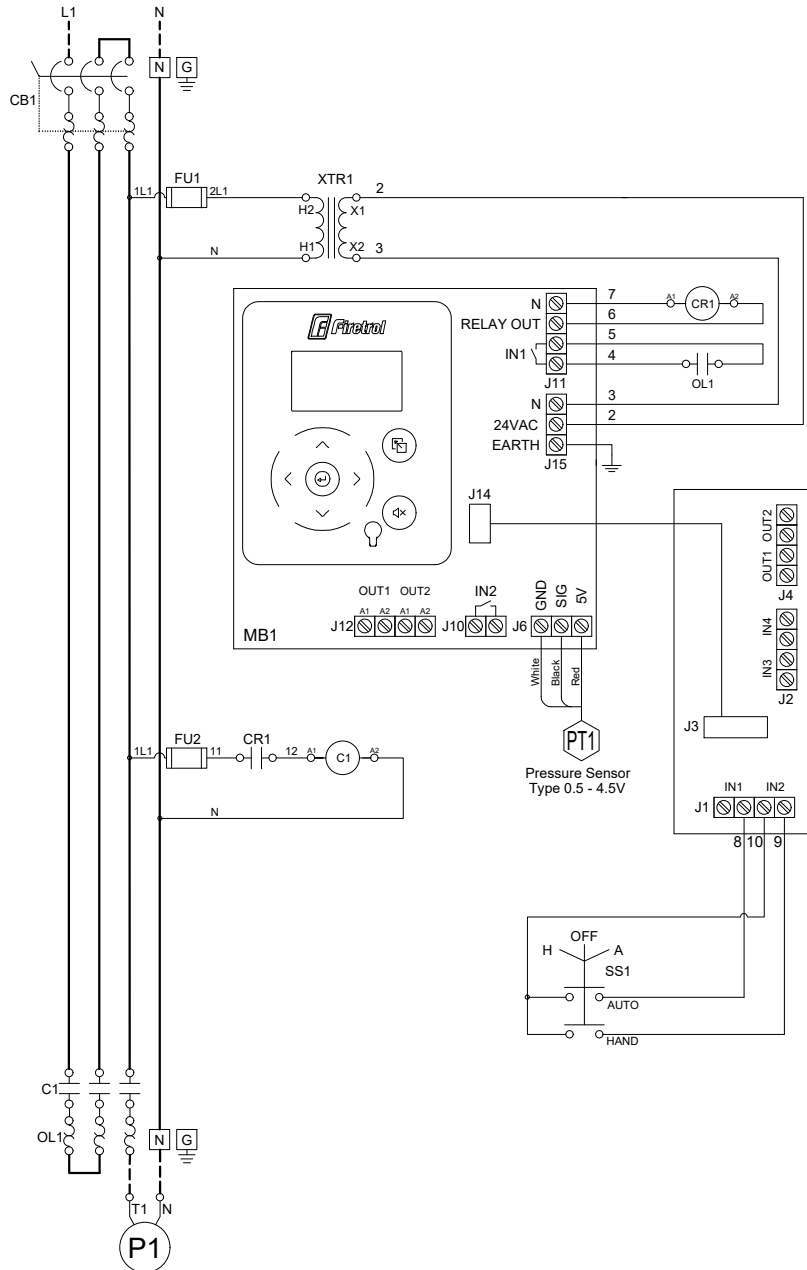 L1
N
N G
CB1
FU1
XTR1
1L1
2L1
H2
X1
2
N
H1
X2
3
Firetrol
N
7
A1
CR1
A2
RELAY OUT
6
IN1
5
4
OL1
J11
N
3
24VAC
2
EARTH
J15
J14
OUT2
OUT1
J4
IN4
IN3
J2
OUT1 OUT2
IN2
GND
SIG
5V
J12
A1 A2 A1 A2
J10
J6
MB1
White
Black
Red
PT1
Pressure Sensor
Type 0.5 - 4.5V
J3
FU2
CR1
1L1
11
12
A1
C1
A2
N
IN1
IN2
J1
8 10 9
OFF
H
A
SS1
AUTO
HAND
C1
OL1
N G
T1
N
P1